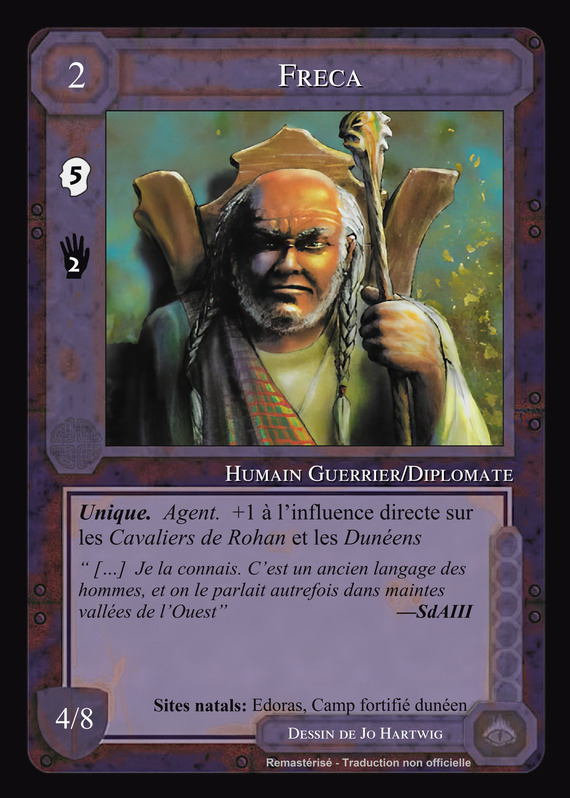 2
FRECA
5
2
HUMAIN GUERRIER/DIPLOMATE
Unique. Agent. +1 à l’influence directe sur
les Cavaliers de Rohan et les Dunéens
“ […] Je la connais. C’est un ancien langage des
hommes, et on le parlait autrefois dans maintes
vallées de l’Ouest” —SdAIII
Sites natals: Edoras, Camp fortifié dunéen
4/8
DESSIN DE JO HARTWIG
Remastérisé - Traduction non officielle